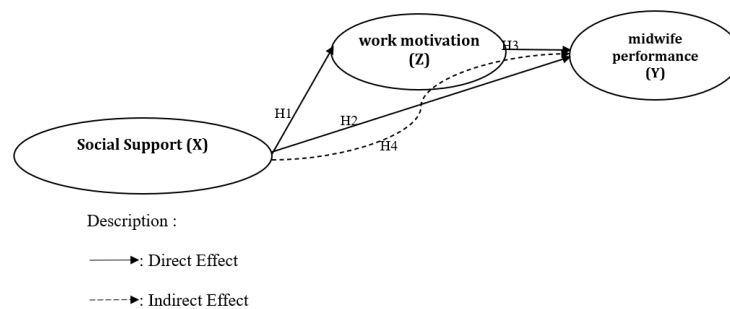 work motivation
(Z)
H3
midwife
performance
(Y)
H1
H2
Social Support (X)
H4
Description :
: Direct Effect
: Indirect Effect